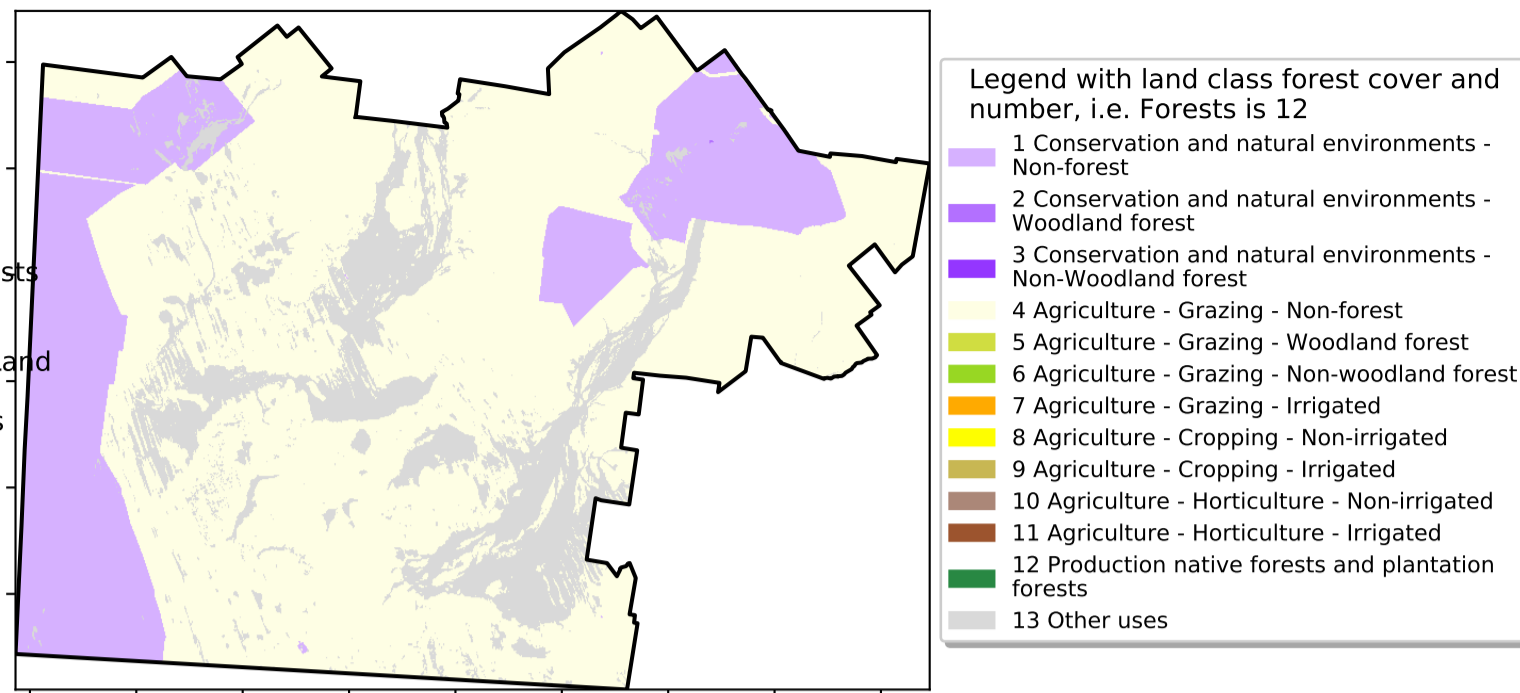 sts
and
s
Legend with land class forest cover and
number, i.e. Forests is 12
1 Conservation and natural environments -
Non-forest
2 Conservation and natural environments -
Woodland forest
3 Conservation and natural environments -
Non-Woodland forest
4 Agriculture - Grazing - Non-forest
5 Agriculture - Grazing - Woodland forest
6 Agriculture - Grazing - Non-woodland forest
7 Agriculture - Grazing - Irrigated
8 Agriculture - Cropping - Non-irrigated
9 Agriculture - Cropping - Irrigated
10 Agriculture - Horticulture - Non-irrigated
11 Agriculture - Horticulture - Irrigated
12 Production native forests and plantation
forests
13 Other uses